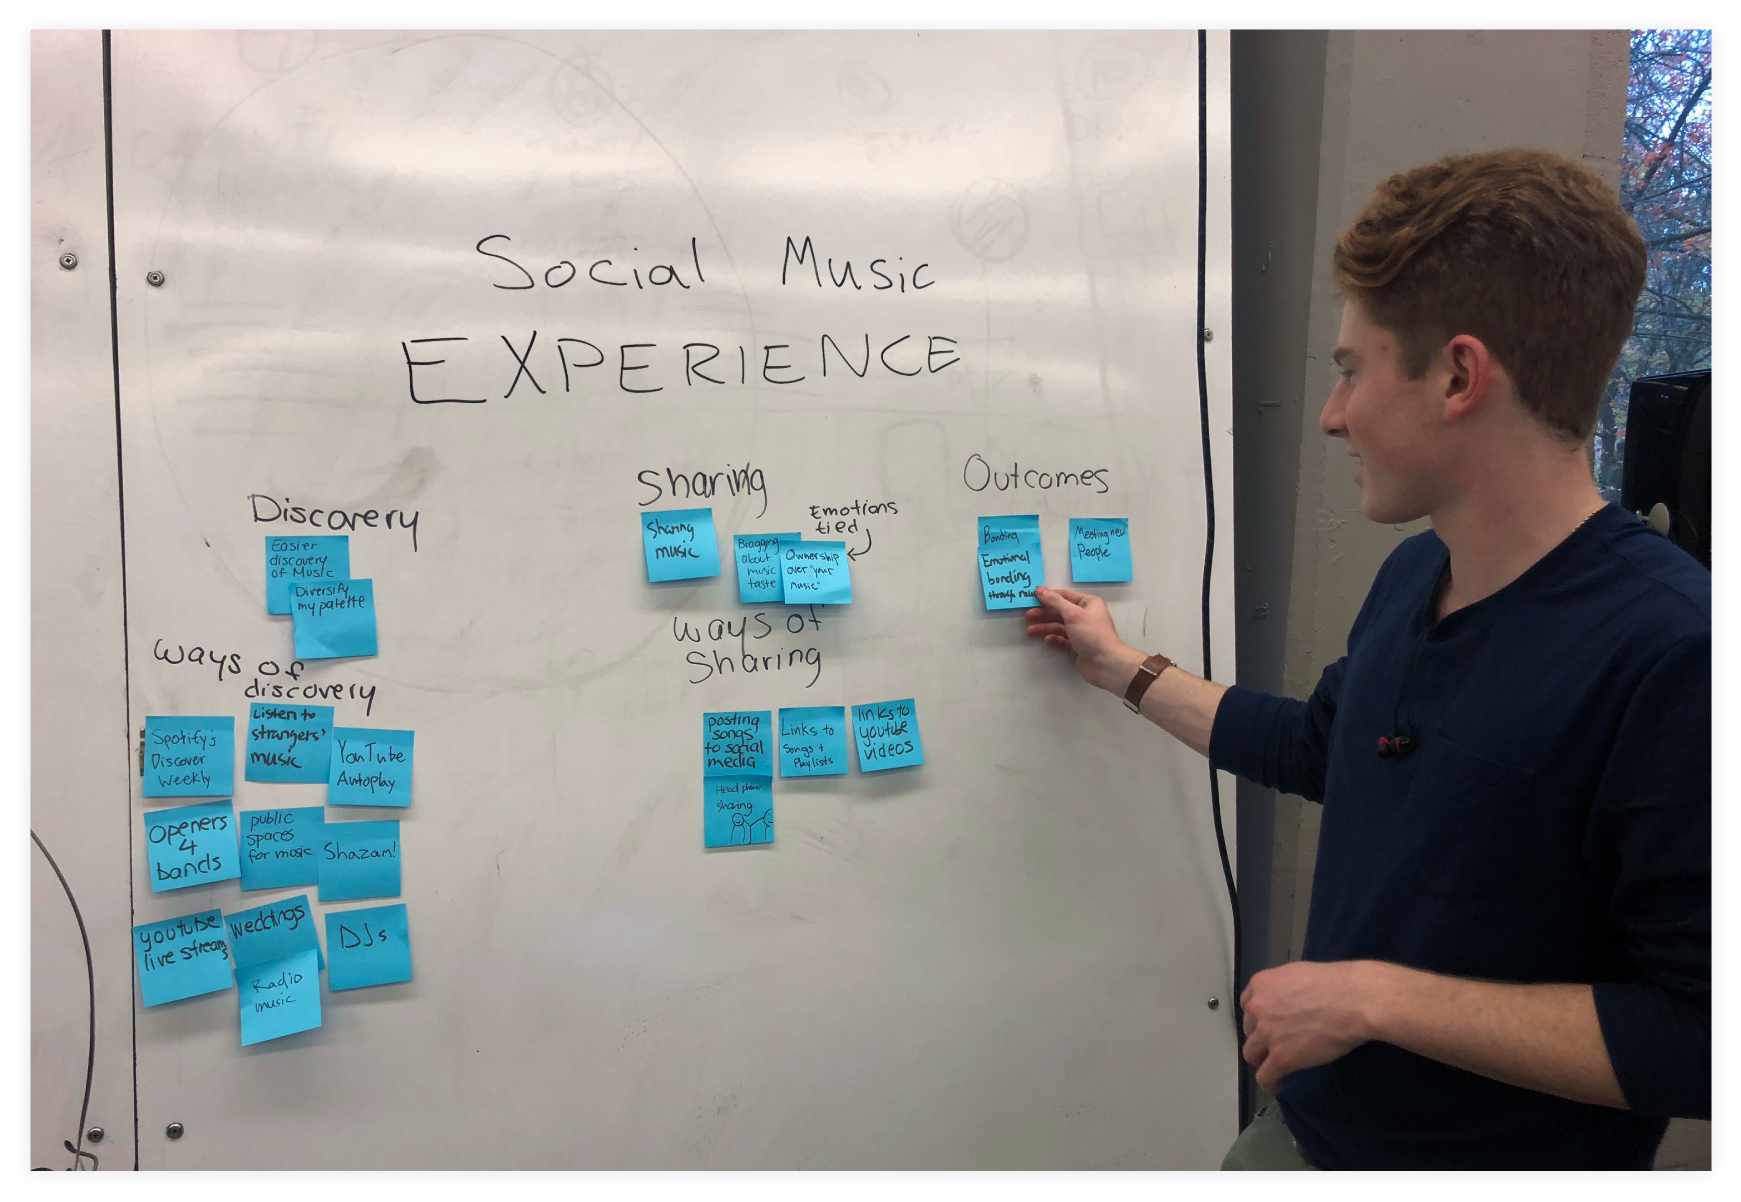 Social Music
EXPERIENCE
Discovery
Easier
discovery
of Music
Diversify
my palette
Ways of
discovery
Spotify's
Discover
Weekly
Listen to
strangers'
music
YouTube
Autoplay
Openers
4
bands
public
spaces
for music
Shazam!
youtube
live streams
Weddings
DJs
Radio
music
Sharing
Sharing
music
Bragging
about
music
taste
Emotions
tied
Ownership
over "your
music"
Ways of
Sharing
posting
songs
to social
media
Links to
Songs +
Playlists
links to
youtube
videos
Head phone
sharing
Outcomes
Bonding
Emotional
bonding
through
Meeting new
People